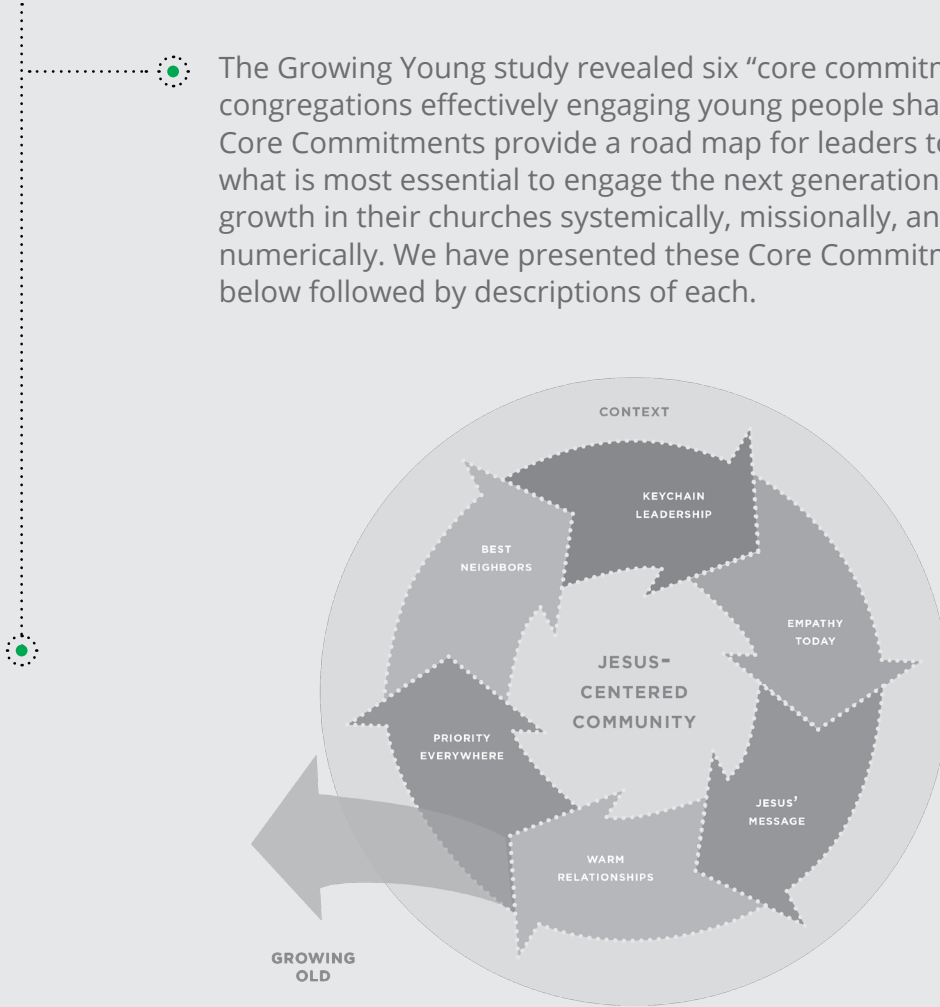 The Growing Young study revealed six “core commitm
congregations effectively engaging young people sha
Core Commitments provide a road map for leaders to
what is most essential to engage the next generation
growth in their churches systemically, missionally, an
numerically. We have presented these Core Commitm
below followed by descriptions of each.
CONTEXT
KEYCHAIN
LEADERSHIP
BEST
NEIGHBORS
EMPATHY
TODAY
JESUS-
CENTERED
COMMUNITY
PRIORITY
EVERYWHERE
JESUS’
MESSAGE
WARM
RELATIONSHIPS
GROWING
OLD